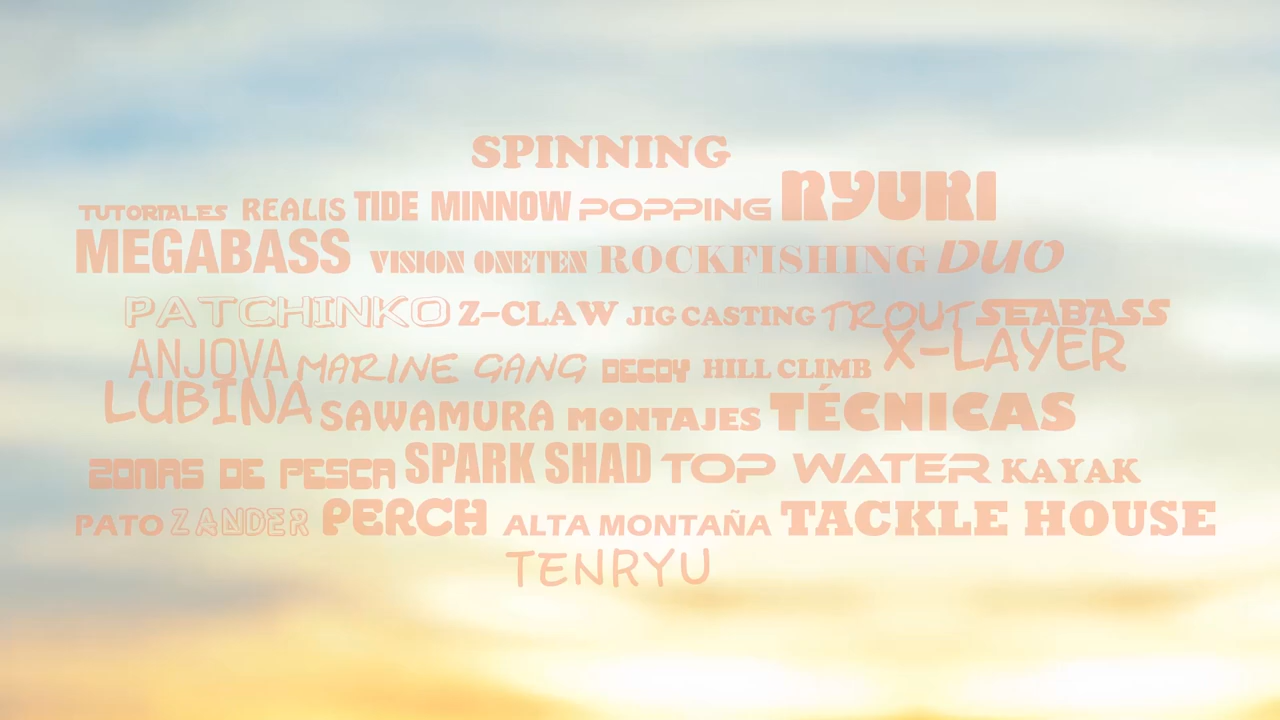 SPINNING
TUTORIALES REALIS TIDE MINNOW POPPING RYUKI
MEGABASS VISION ONETEN ROCKFISHING DUO
PATCHINKO Z-CLAW JIG CASTING TROUT SEABASS
ANJOVA MARINE GANG DECOY HILL CLIMB X-LAYER
LUBINA SAWAMURA MONTAJES TÉCNICAS
ZONAS DE PESCA SPARK SHAD TOP WATER KAYAK
PATO ZANDER PERCH ALTA MONTAÑA TACKLE HOUSE
TENRYU